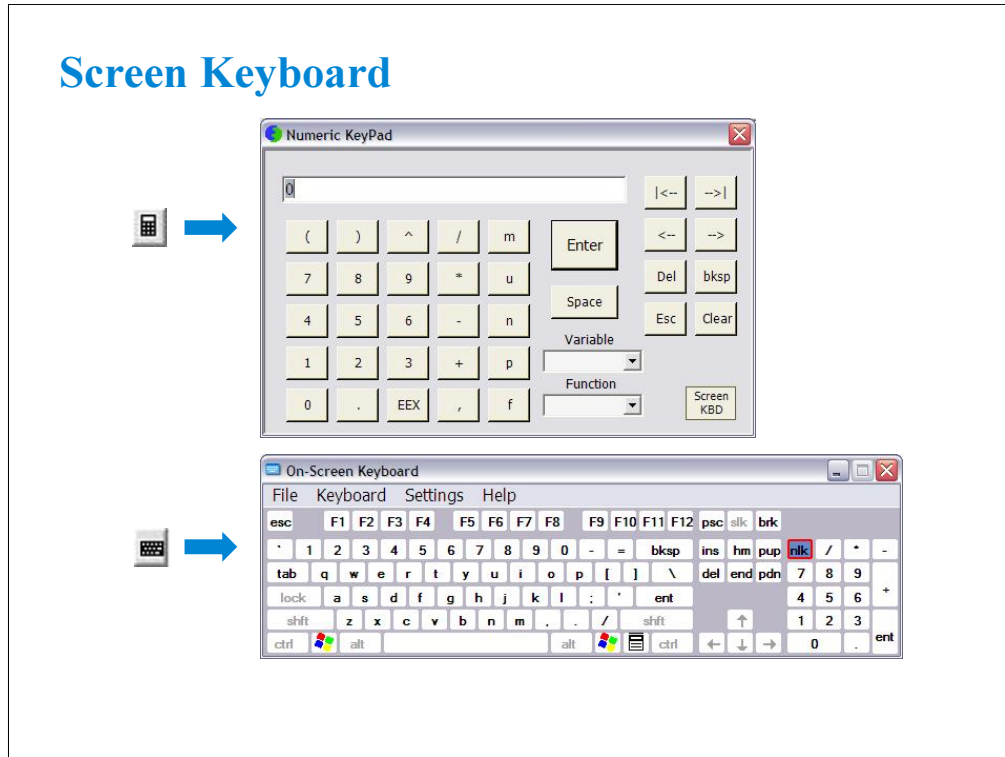 Screen Keyboard
Numeric KeyPad
0
|<-- -->|
( ) ^ / m Enter <-- -->
7 8 9 * u Del bksp
Space
4 5 6 - n Esc Clear
Variable
1 2 3 + p
Function
0 . EEX , f Screen
KBD
On-Screen Keyboard
File Keyboard Settings Help
esc F1 F2 F3 F4 F5 F6 F7 F8 F9 F10 F11 F12 psc slk brk
` 1 2 3 4 5 6 7 8 9 0 - = bksp ins hm pup nlk / * -
tab q w e r t y u i o p [ ] \ del end pdn 7 8 9
lock a s d f g h j k l ; ' ent 4 5 6 +
shft z x c v b n m , . / shft ↑ 1 2 3
ctrl alt alt ctrl ← ↓ → 0 . ent